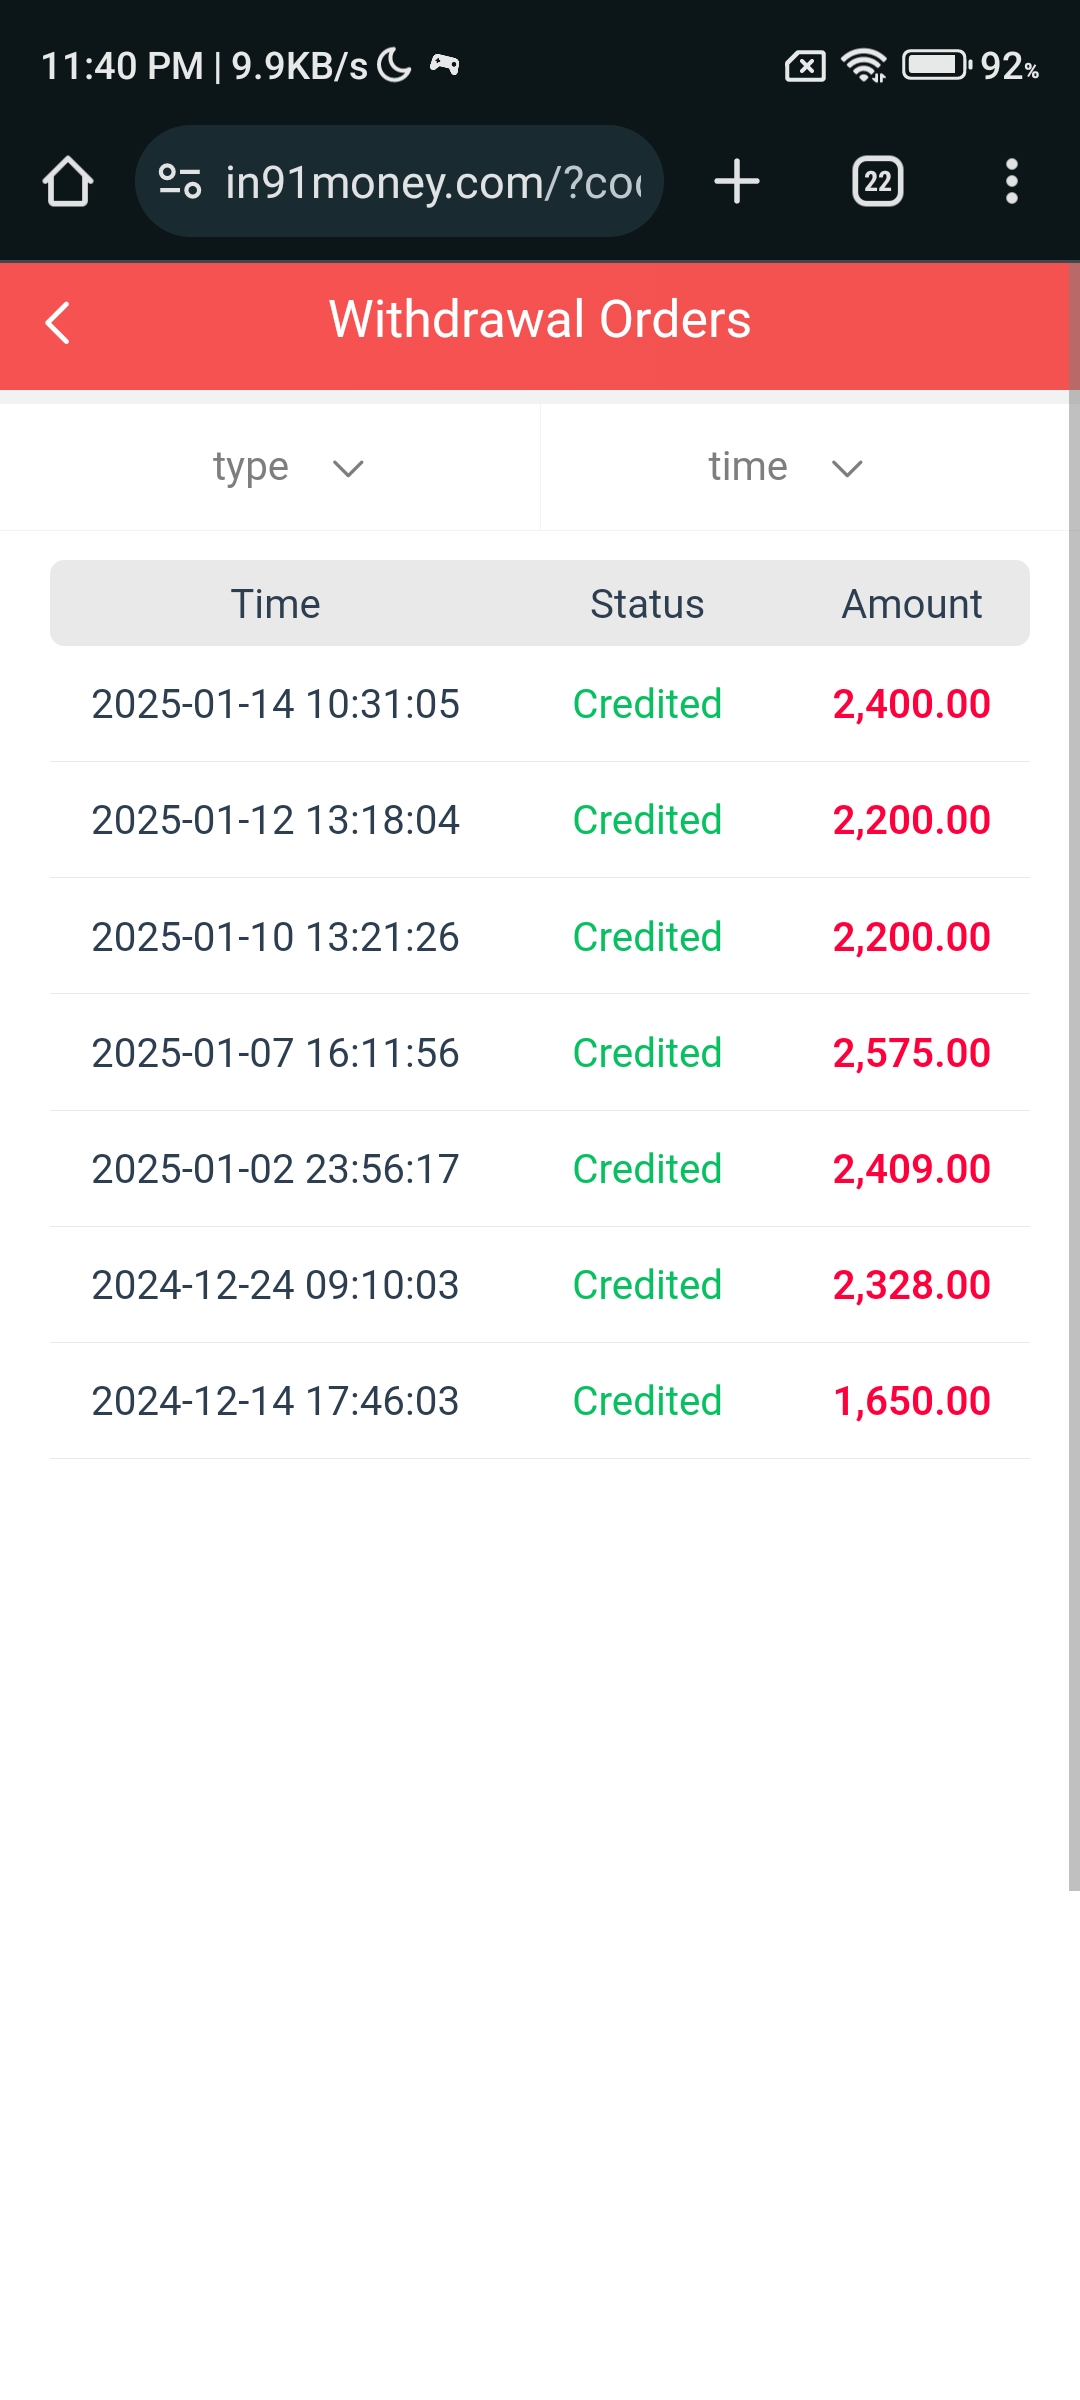 11:40 PM | 9.9KB/s 92%
in91money.com/?co
22
Withdrawal Orders
type time
Time Status Amount
2025-01-14 10:31:05 Credited 2,400.00
2025-01-12 13:18:04 Credited 2,200.00
2025-01-10 13:21:26 Credited 2,200.00
2025-01-07 16:11:56 Credited 2,575.00
2025-01-02 23:56:17 Credited 2,409.00
2024-12-24 09:10:03 Credited 2,328.00
2024-12-14 17:46:03 Credited 1,650.00